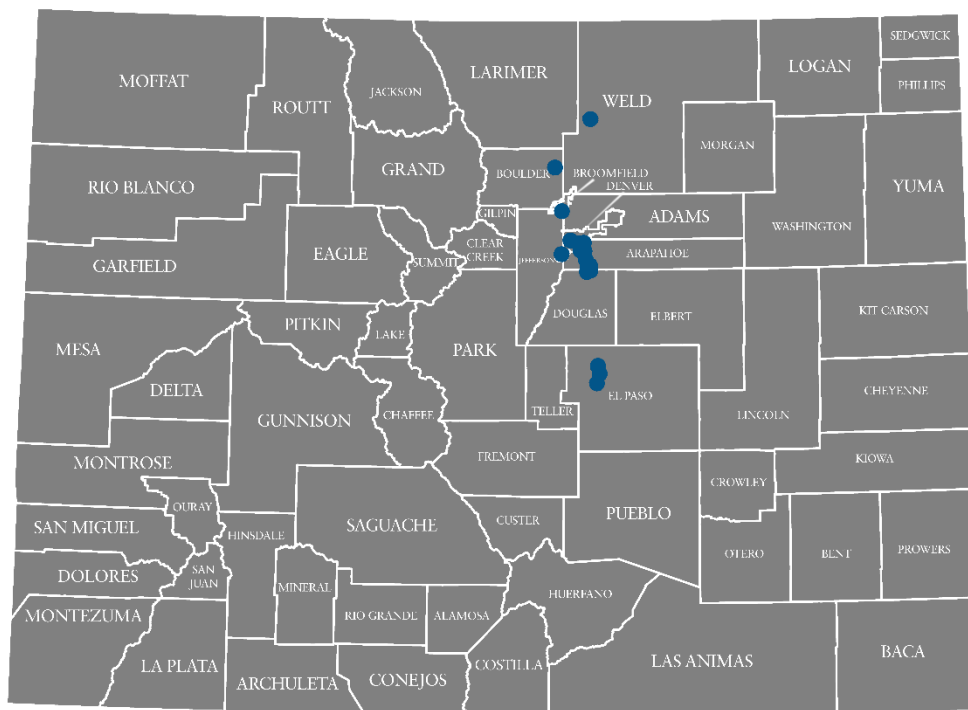 SEDGWICK
LOGAN
LARIMER
MOFFAT
PHILLIPS
JACKSON
WELD
ROUTT
MORGAN
GRAND
BOULDER
BROOMFIELD
DENVER
RIO BLANCO
YUMA
GILPIN
ADAMS
WASHINGTON
CLEAR
CREEK
EAGLE
ARAPAHOE
JEFFERSON
SUMMIT
GARFIELD
KIT CARSON
DOUGLAS
ELBERT
PITKIN
LAKE
MESA
PARK
DELTA
CHEYENNE
EL PASO
TELLER
LINCOLN
CHAFFEE
GUNNISON
FREMONT
KIOWA
MONTROSE
CROWLEY
OURAY
PUEBLO
CUSTER
SAGUACHE
SAN MIGUEL
HINSDALE
OTERO
BENT
PROWERS
SAN
JUAN
DOLORES
MINERAL
HUERFANO
RIO GRANDE
ALAMOSA
MONTEZUMA
BACA
LAS ANIMAS
COSTILLA
LA PLATA
CONEJOS
ARCHULETA